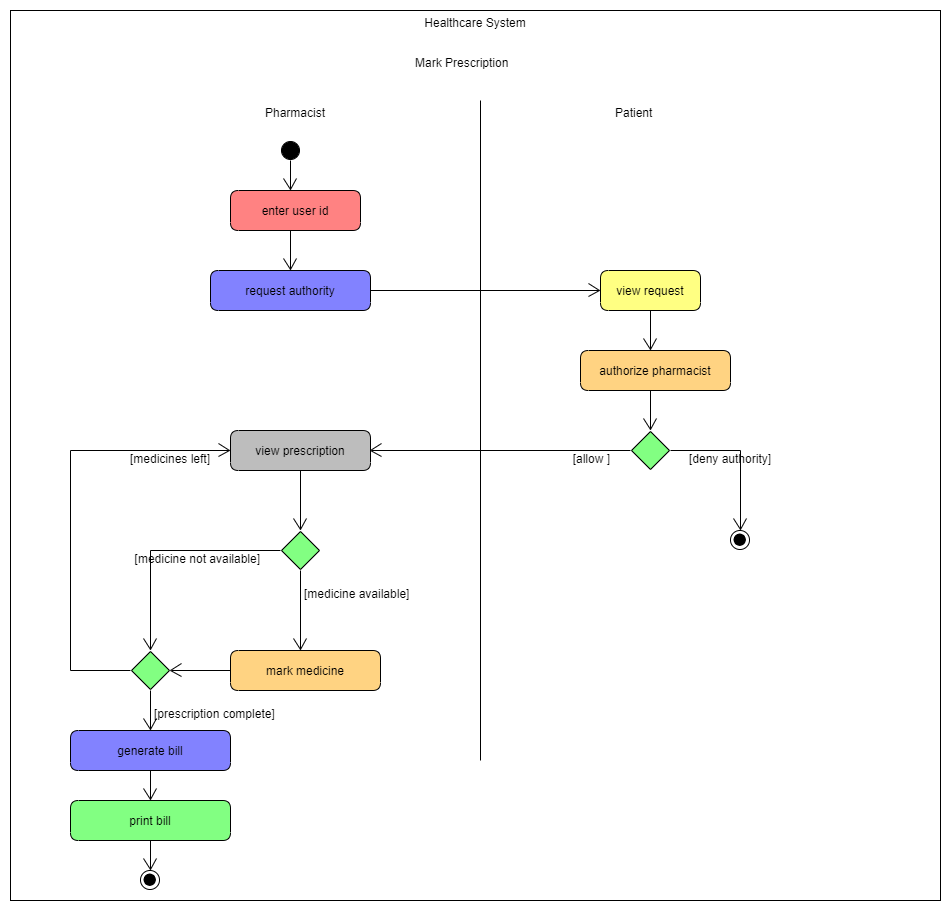 Healthcare System
Mark Prescription
Pharmacist
Patient
enter user id
request authority
view request
authorize pharmacist
view prescription
[medicines left]
[allow ]
[deny authority]
[medicine not available]
[medicine available]
mark medicine
[prescription complete]
generate bill
print bill